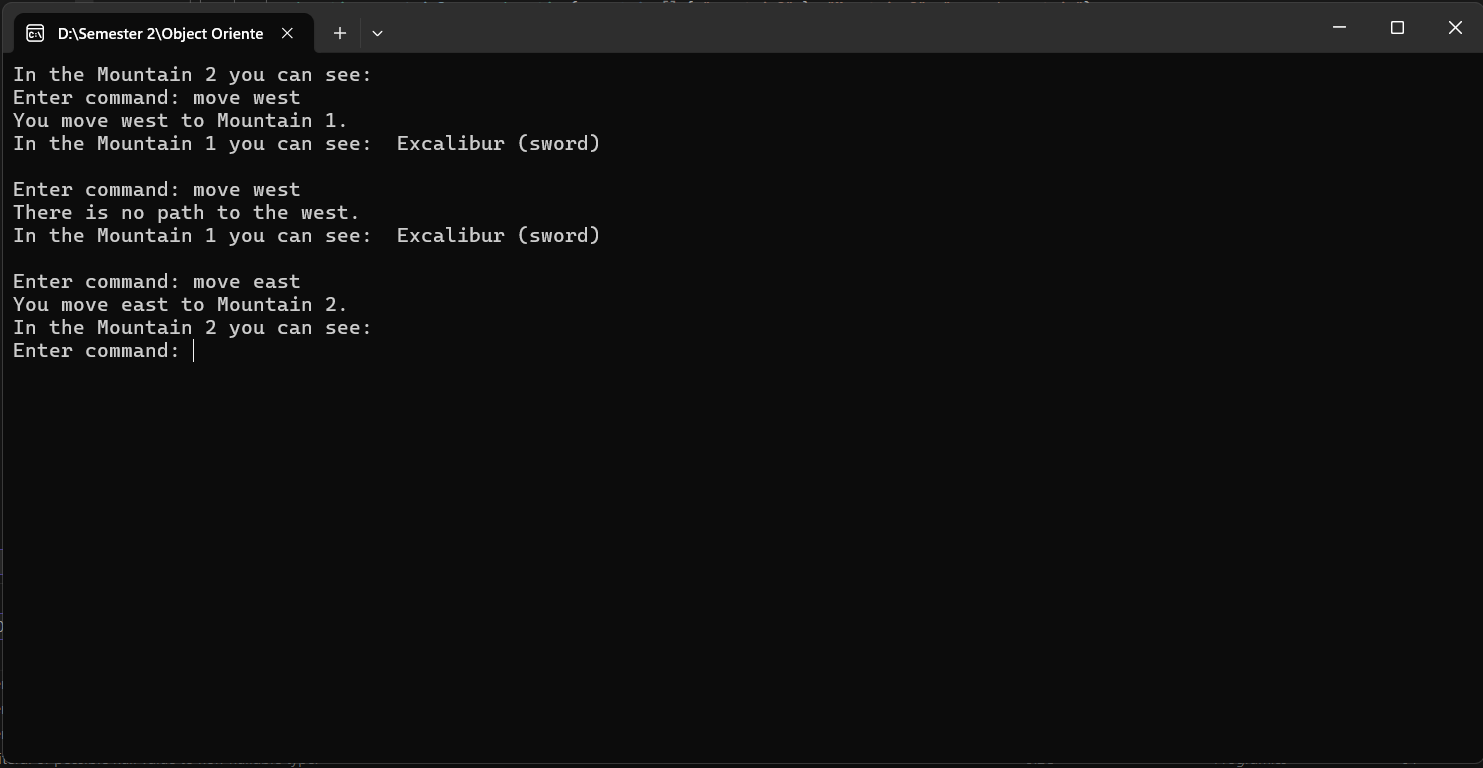 D:\Semester 2\Object Oriente
In the Mountain 2 you can see:
Enter command: move west
You move west to Mountain 1.
In the Mountain 1 you can see:  Excalibur (sword)
Enter command: move west
There is no path to the west.
In the Mountain 1 you can see:  Excalibur (sword)
Enter command: move east
You move east to Mountain 2.
In the Mountain 2 you can see:
Enter command: